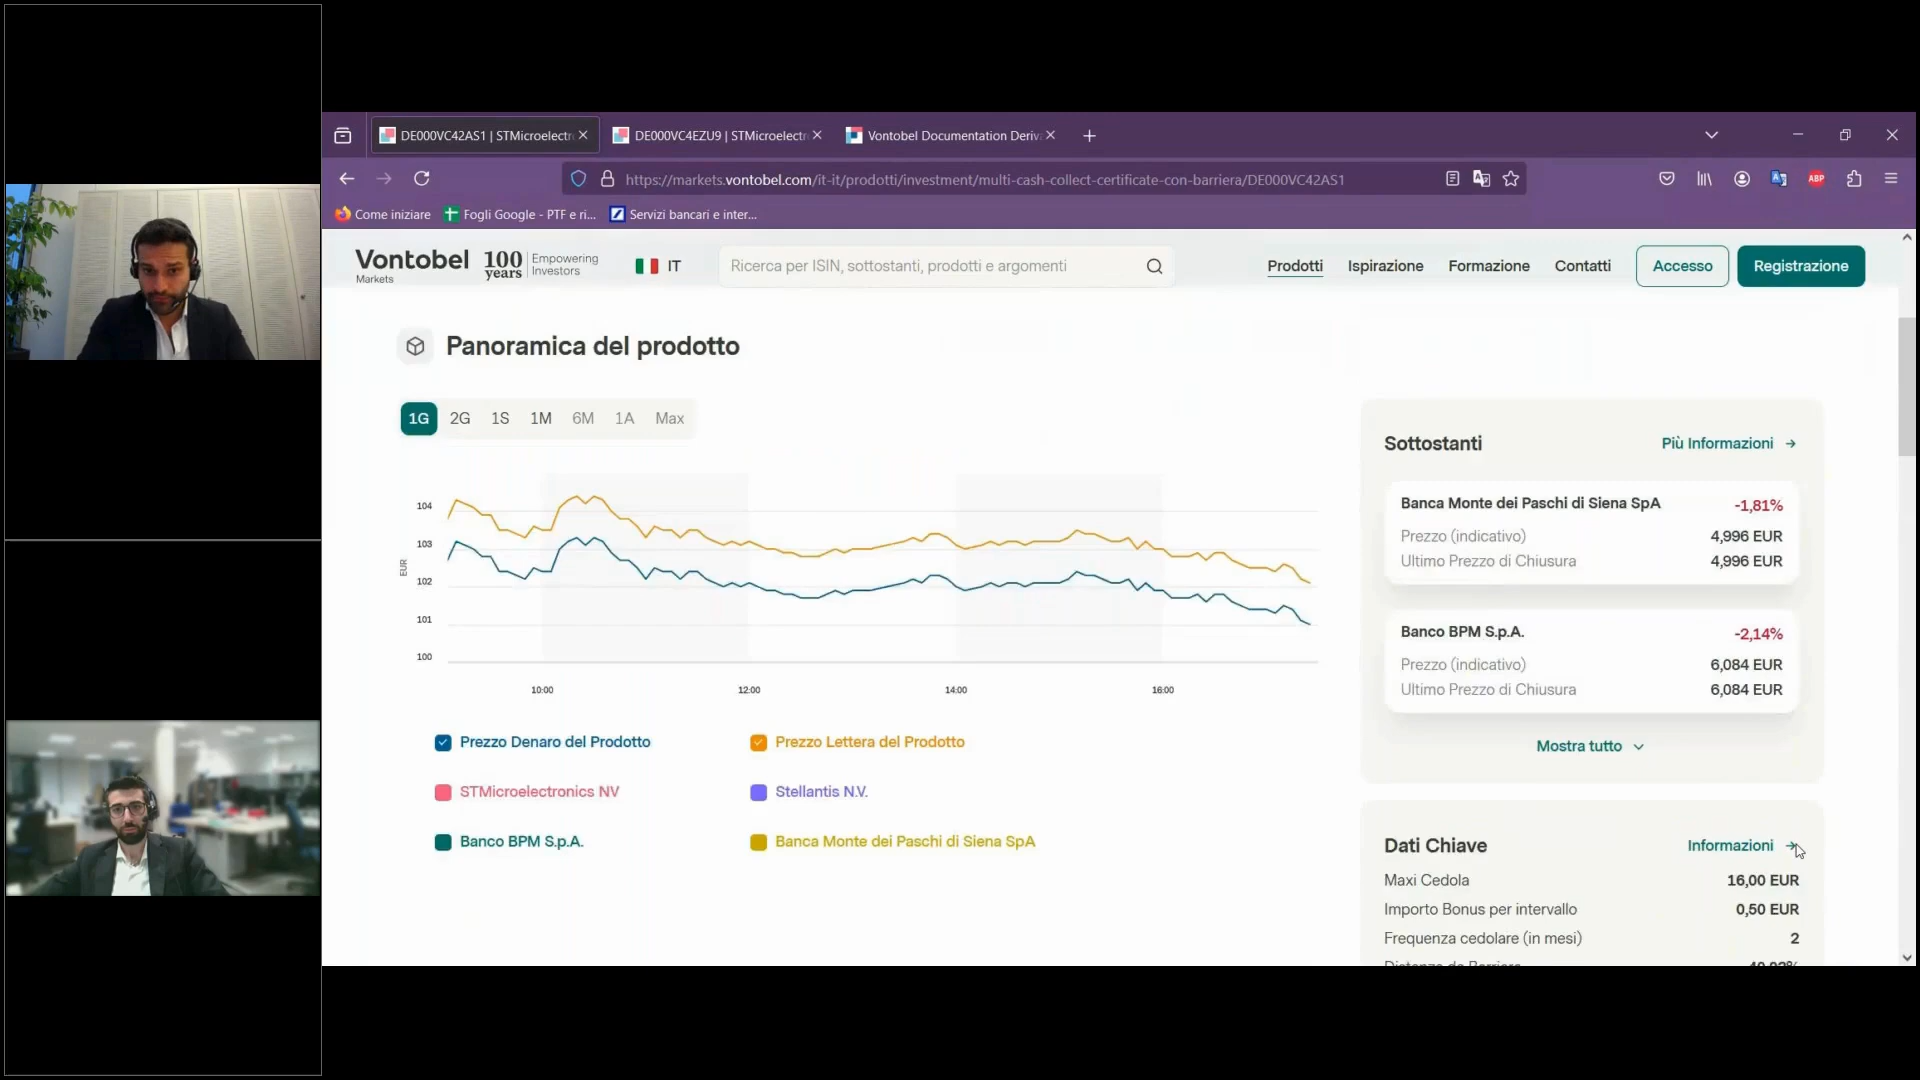 DE000VC42AS1 | STMicroelectr
DE000VC4EZU9 | STMicroelectr
Vontobel Documentation Deriv
https://markets.vontobel.com/it-it/prodotti/investment/multi-cash-collect-certificate-con-barriera/DE000VC42AS1
ABP
Come iniziare
Fogli Google - PTF e ri...
Servizi bancari e inter...
Vontobel
Markets
100 years
Empowering Investors
IT
Ricerca per ISIN, sottostanti, prodotti e argomenti
Prodotti
Ispirazione
Formazione
Contatti
Accesso
Registrazione
Panoramica del prodotto
1G 2G 1S 1M 6M 1A Max
EUR
104
103
102
101
100
10:00 12:00 14:00 16:00
Prezzo Denaro del Prodotto
Prezzo Lettera del Prodotto
STMicroelectronics NV
Stellantis N.V.
Banco BPM S.p.A.
Banca Monte dei Paschi di Siena SpA
Sottostanti
Più Informazioni
Banca Monte dei Paschi di Siena SpA -1,81%
Prezzo (indicativo) 4,996 EUR
Ultimo Prezzo di Chiusura 4,996 EUR
Banco BPM S.p.A. -2,14%
Prezzo (indicativo) 6,084 EUR
Ultimo Prezzo di Chiusura 6,084 EUR
Mostra tutto
Dati Chiave
Informazioni
Maxi Cedola 16,00 EUR
Importo Bonus per intervallo 0,50 EUR
Frequenza cedolare (in mesi) 2